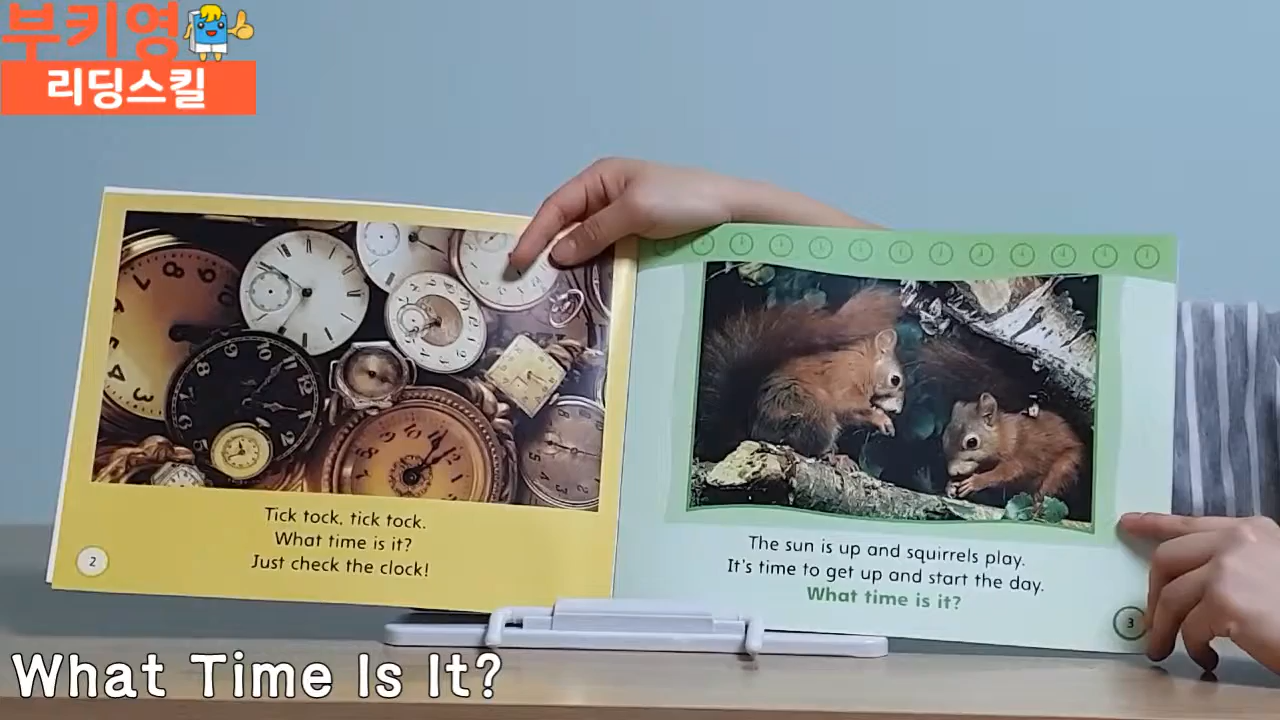 부키영
리딩스킬
Tick tock, tick tock.
What time is it?
Just check the clock!
2
The sun is up and squirrels play.
It's time to get up and start the day.
What time is it?
3
What Time Is It?